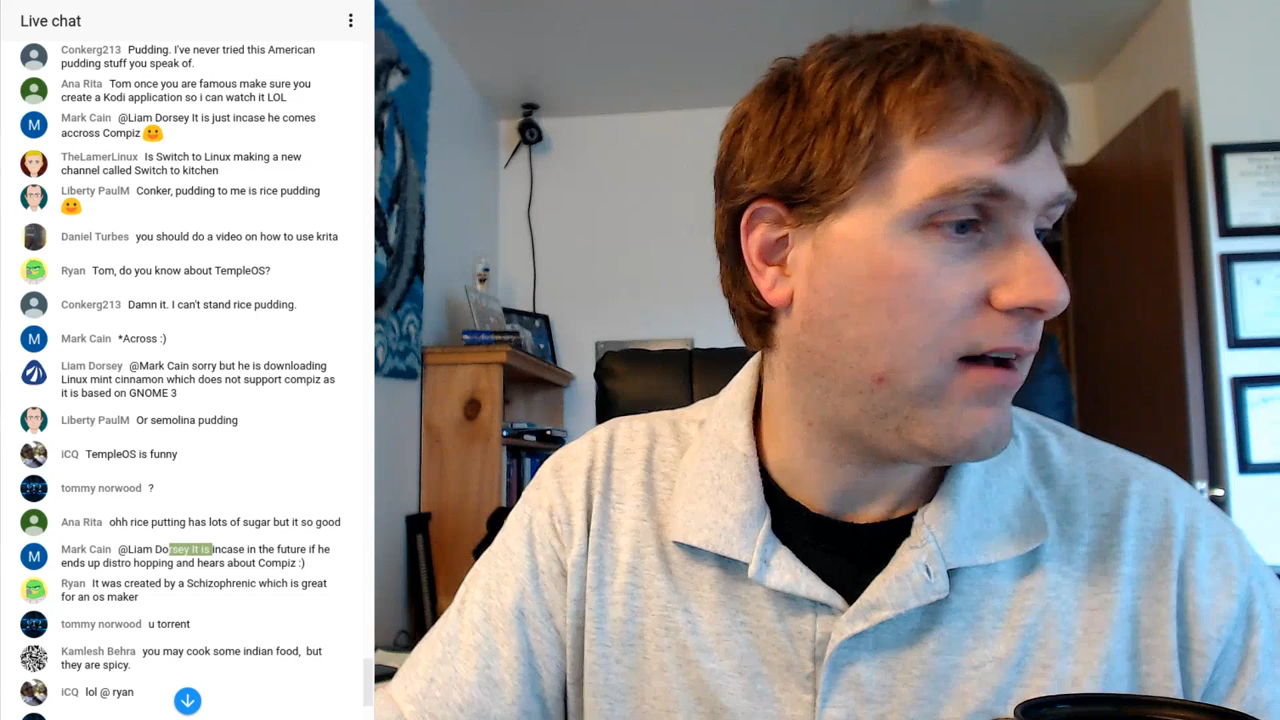 Live chat
Conkerg213 Pudding. I've never tried this American
pudding stuff you speak of.
Ana Rita Tom once you are famous make sure you
create a Kodi application so i can watch it LOL
Mark Cain @Liam Dorsey It is just incase he comes
accross Compiz
TheLamerLinux Is Switch to Linux making a new
channel called Switch to kitchen
Liberty PaulM Conker, pudding to me is rice pudding
Daniel Turbes you should do a video on how to use krita
Ryan Tom, do you know about TempleOS?
Conkerg213 Damn it. I can't stand rice pudding.
M
Mark Cain *Across :)
Liam Dorsey @Mark Cain sorry but he is downloading
Linux mint cinnamon which does not support compiz as
it is based on GNOME 3
Liberty PaulM Or semolina pudding
iCQ TempleOS is funny
tommy norwood ?
Ana Rita ohh rice putting has lots of sugar but it so good
M
Mark Cain @Liam Dorsey It is incase in the future if he
ends up distro hopping and hears about Compiz :)
Ryan It was created by a Schizophrenic which is great
for an os maker
tommy norwood u torrent
Kamlesh Behra you may cook some indian food, but
they are spicy.
iCQ lol @ ryan